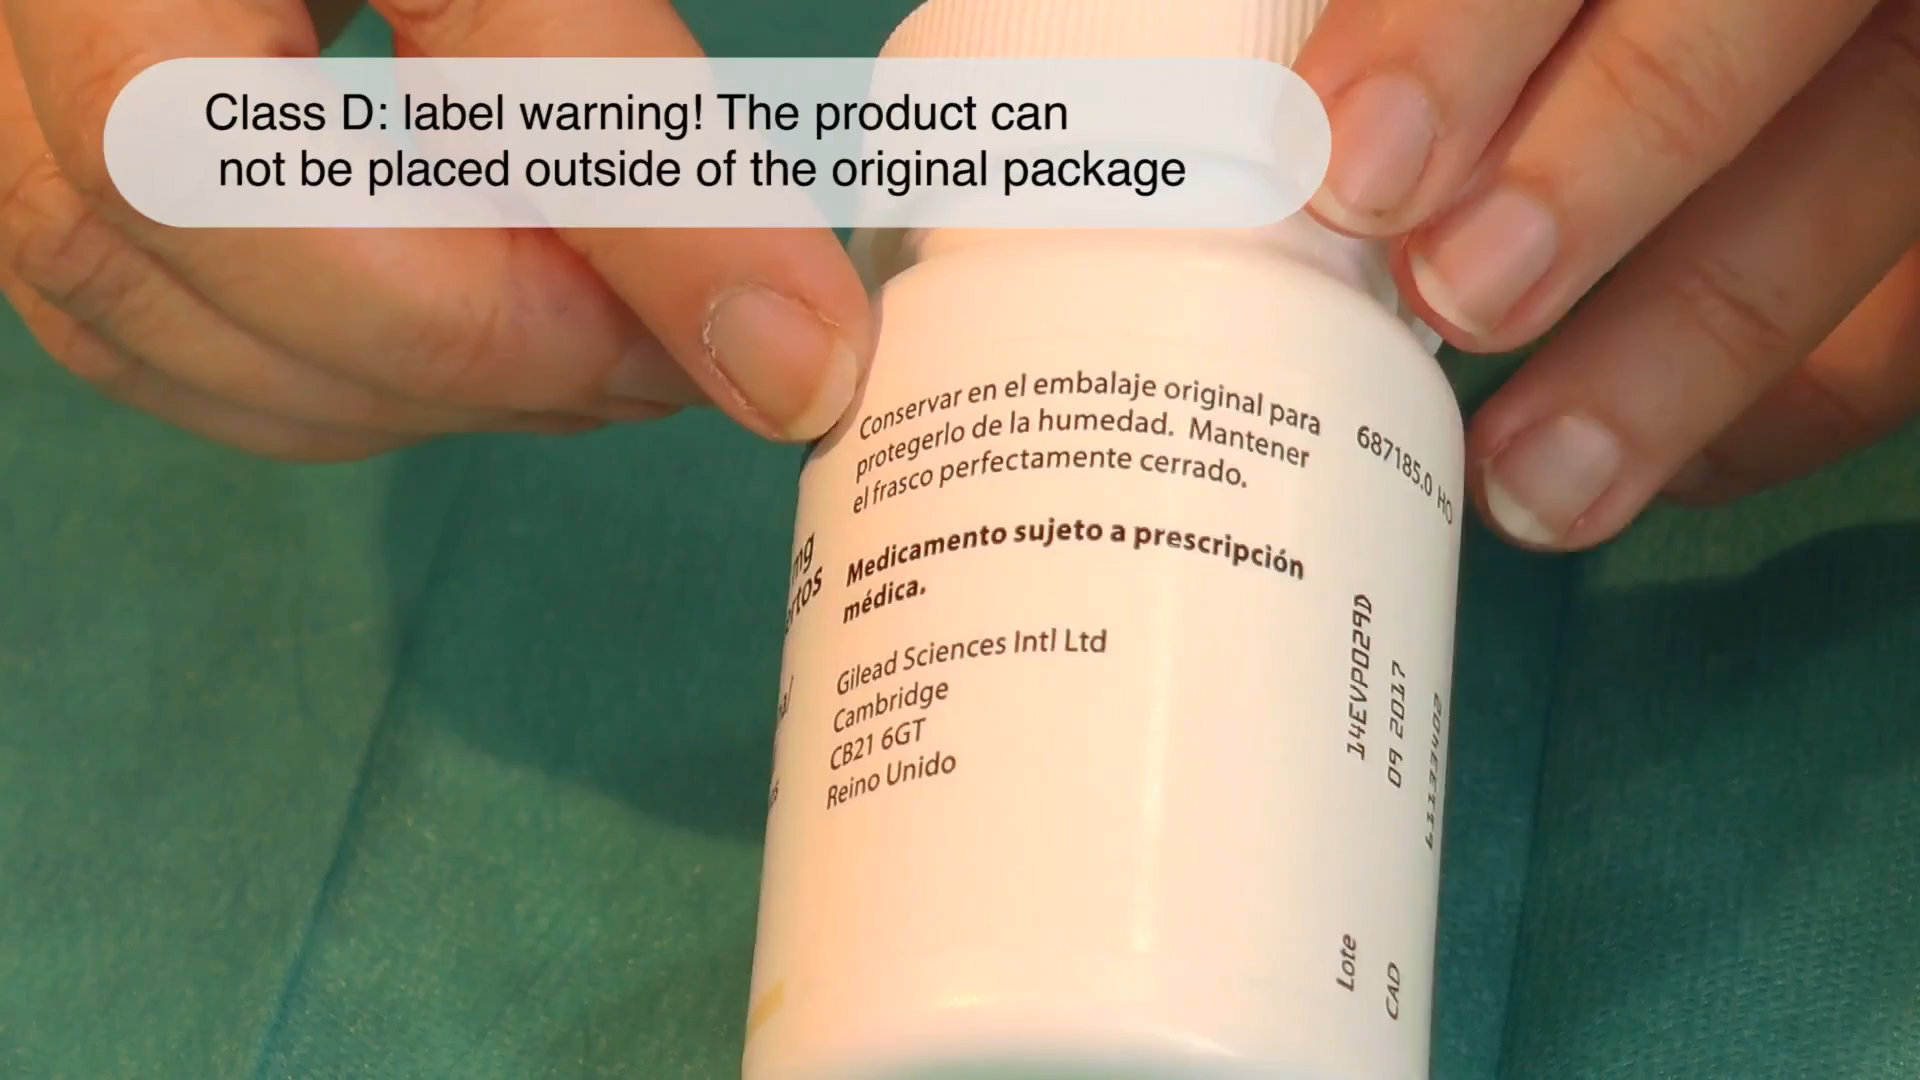 Class D: label warning! The product can
not be placed outside of the original package
Conservar en el embalaje original para
protegerlo de la humedad. Mantener
el frasco perfectamente cerrado.
Medicamento sujeto a prescripción
médica.
Gilead Sciences Intl Ltd
Cambridge
CB21 6GT
Reino Unido
mg
687185.0 HO
Lote 14EVP029D
CAD 09 2017